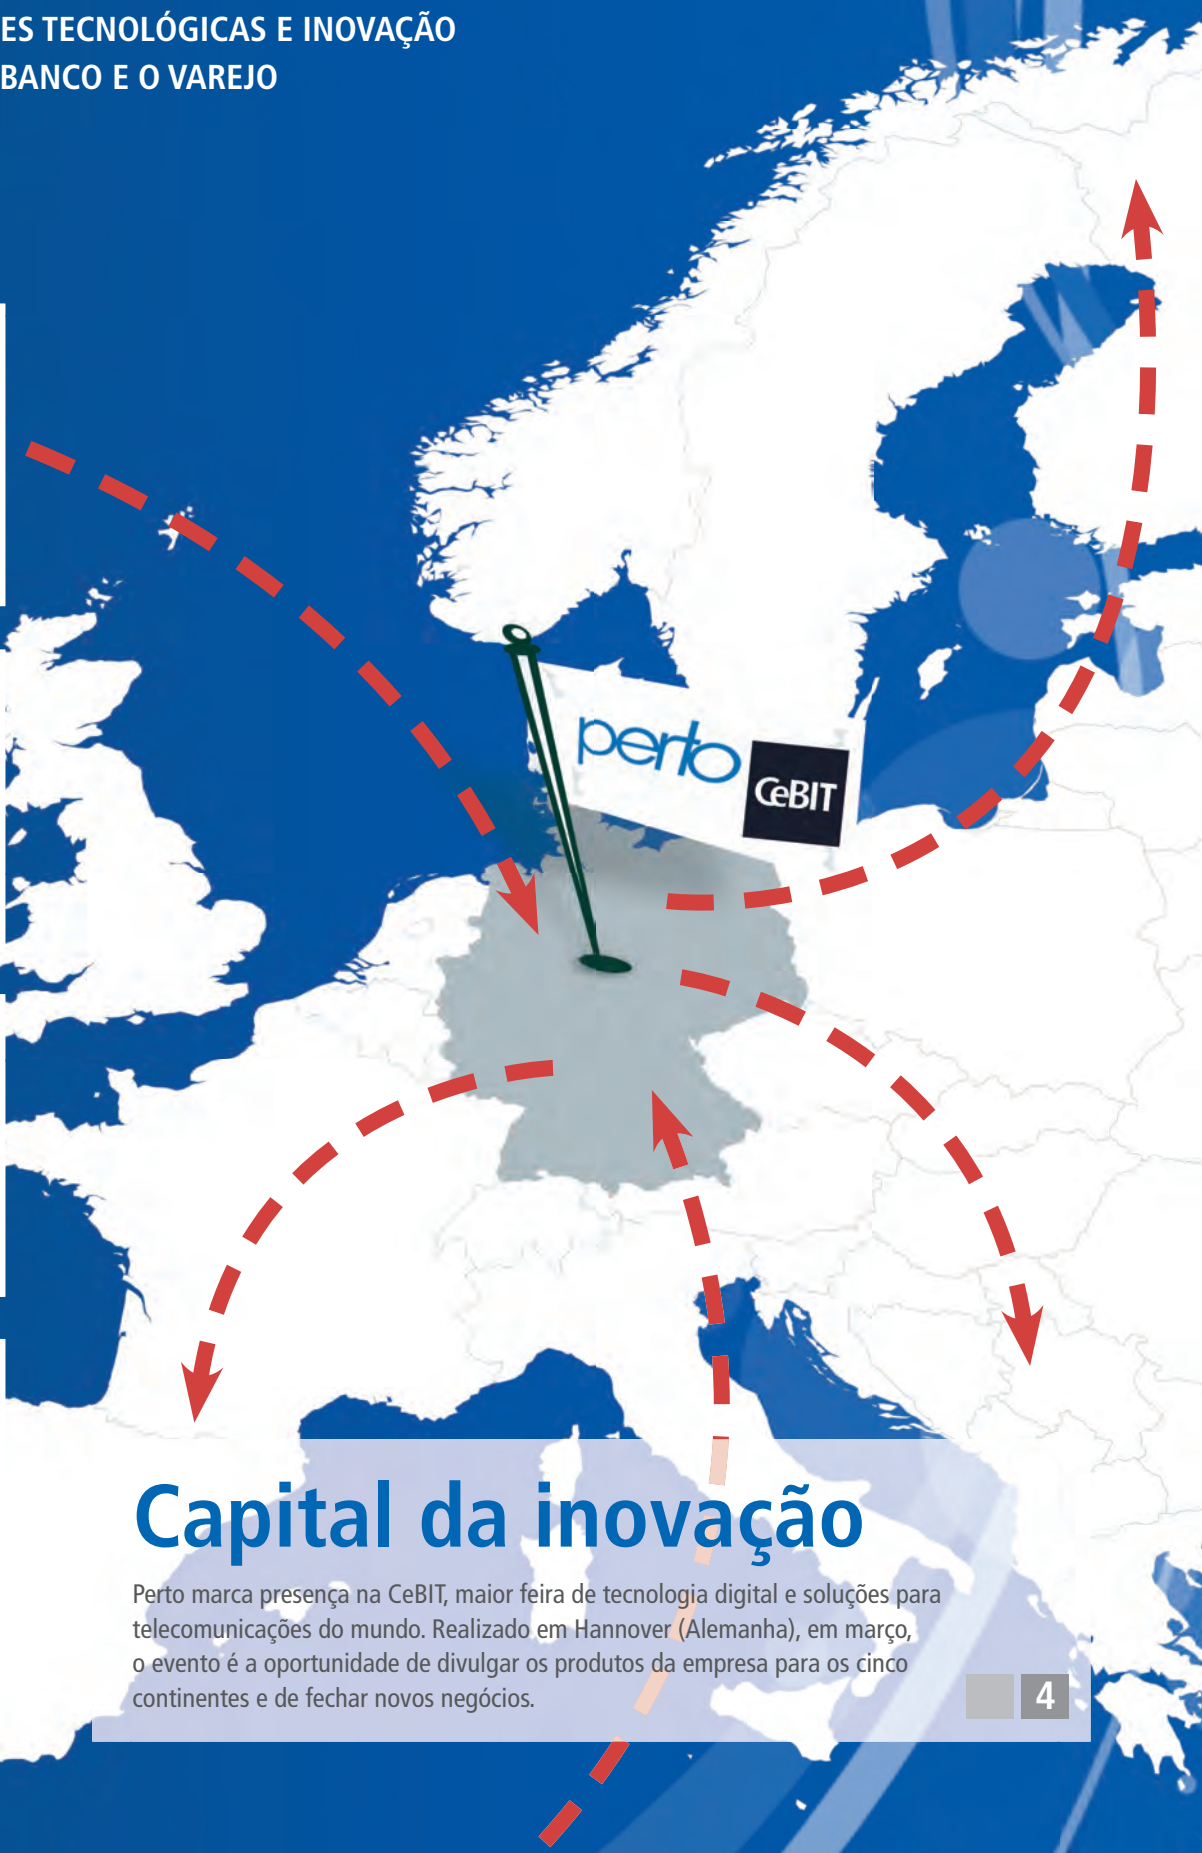 ES TECNOLÓGICAS E INOVAÇÃO
BANCO E O VAREJO
perto
CeBIT
Capital da inovação
Perto marca presença na CeBIT, maior feira de tecnologia digital e soluções para
telecomunicações do mundo. Realizado em Hannover (Alemanha), em março,
o evento é a oportunidade de divulgar os produtos da empresa para os cinco
continentes e de fechar novos negócios.
4